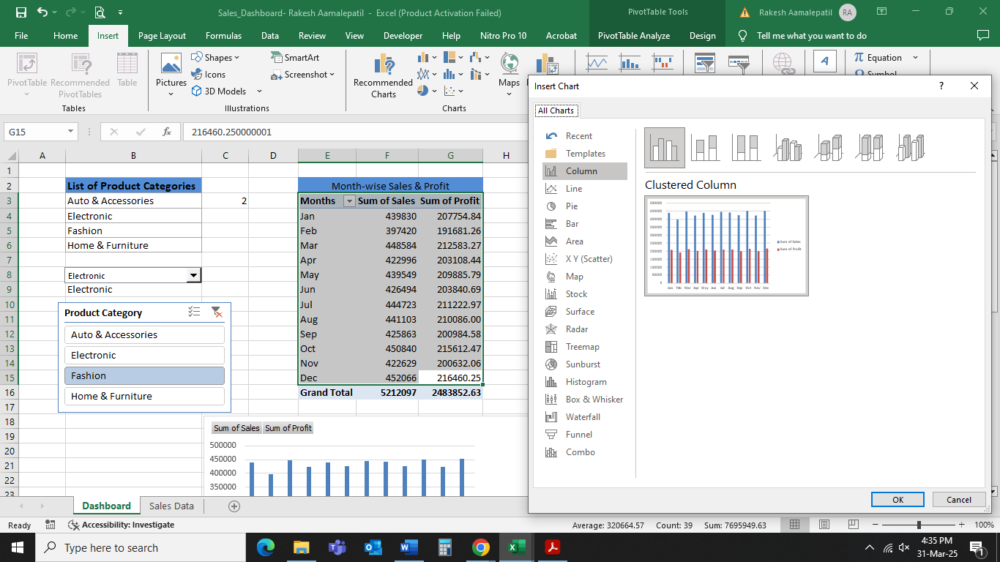 Sales_Dashboard- Rakesh Aamalepatil - Excel (Product Activation Failed)
PivotTable Tools
Rakesh Aamalepatil
RA
File Home Insert Page Layout Formulas Data Review View Developer Help Nitro Pro 10 Acrobat PivotTable Analyze Design Tell me what you want to do
PivotTable
Recommended
PivotTables
Table
Tables
Pictures
Shapes
Icons
3D Models
SmartArt
Screenshot
Illustrations
Recommended
Charts
Maps
Charts
A
Equation
G15
fx
216460.250000001
A B C D E F G H
1
2 List of Product Categories Month-wise Sales & Profit
3 Auto & Accessories 2 Months Sum of Sales Sum of Profit
4 Electronic Jan 439830 207754.84
5 Fashion Feb 397420 191681.26
6 Home & Furniture Mar 448584 212583.27
7 Apr 422996 203108.44
8 Electronic May 439549 209885.79
9 Electronic Jun 426494 203840.69
10 Jul 444723 211222.97
11 Aug 441103 210086.00
12 Sep 425863 200984.58
13 Oct 450840 215612.47
14 Nov 422629 200632.06
15 Dec 452066 216460.25
16 Grand Total 5212097 2483852.63
17
18
19
20
21
22
23
Product Category
Auto & Accessories
Electronic
Fashion
Home & Furniture
Sum of Sales Sum of Profit
500000
450000
400000
350000
Insert Chart
?
All Charts
Recent
Templates
Column
Line
Pie
Bar
Area
X Y (Scatter)
Map
Stock
Surface
Radar
Treemap
Sunburst
Histogram
Box & Whisker
Waterfall
Funnel
Combo
Clustered Column
500000
450000
400000
350000
300000
250000
200000
150000
100000
50000
0
Jan Feb Mar Apr May Jun Jul Aug Sep Oct Nov Dec
Sum of Sales
Sum of Profit
OK Cancel
Dashboard Sales Data
Ready
Accessibility: Investigate
Average: 320664.57 Count: 39 Sum: 7695949.63
100%
Type here to search
4:35 PM
31-Mar-25
1